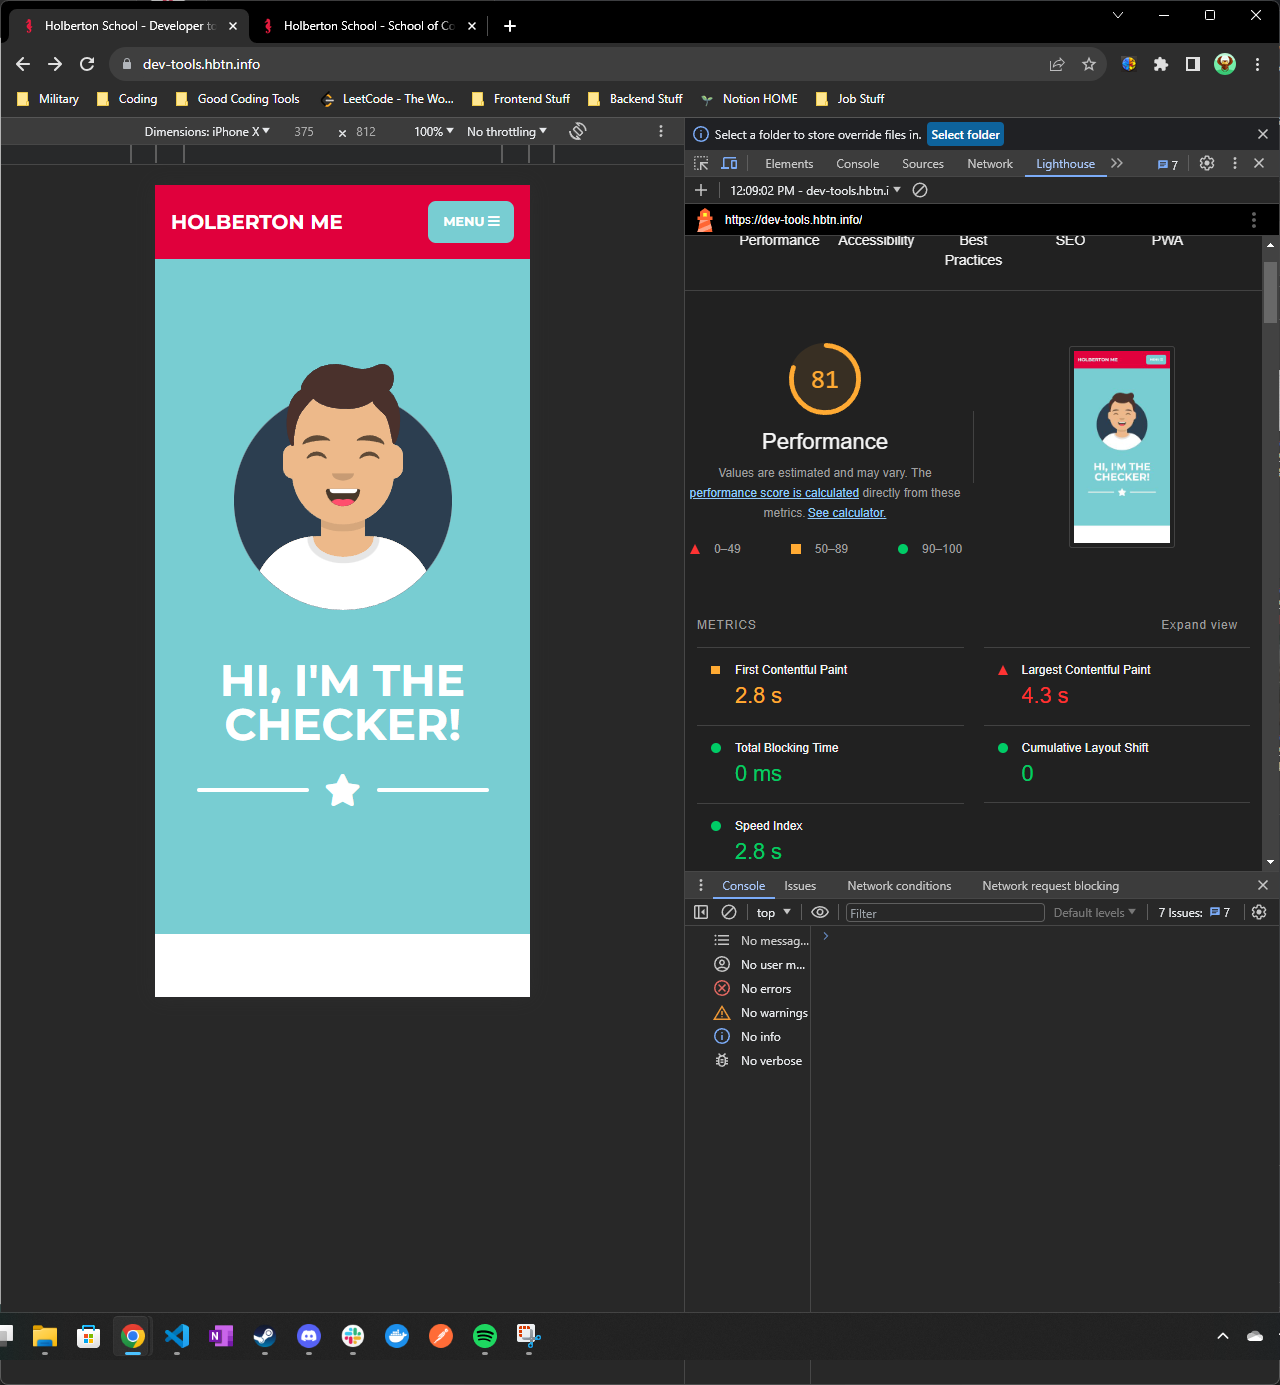 Holberton School - Developer to
Holberton School - School of Co
dev-tools.hbtn.info
Military
Coding
Good Coding Tools
LeetCode - The Wo...
Frontend Stuff
Backend Stuff
Notion HOME
Job Stuff
Dimensions: iPhone X
375
×
812
100%
No throttling
HOLBERTON ME
MENU
HI, I'M THE
CHECKER!
Select a folder to store override files in.
Select folder
Elements
Console
Sources
Network
Lighthouse
7
12:09:02 PM - dev-tools.hbtn.i
https://dev-tools.hbtn.info/
Performance
Accessibility
Best
Practices
SEO
PWA
81
Performance
Values are estimated and may vary. The
performance score is calculated directly from these
metrics. See calculator.
0–49
50–89
90–100
HOLBERTON ME
HI, I'M THE
CHECKER!
METRICS
Expand view
First Contentful Paint
2.8 s
Largest Contentful Paint
4.3 s
Total Blocking Time
0 ms
Cumulative Layout Shift
0
Speed Index
2.8 s
Console
Issues
Network conditions
Network request blocking
top
Filter
Default levels
7 Issues:
7
No messag...
No user m...
No errors
No warnings
No info
No verbose